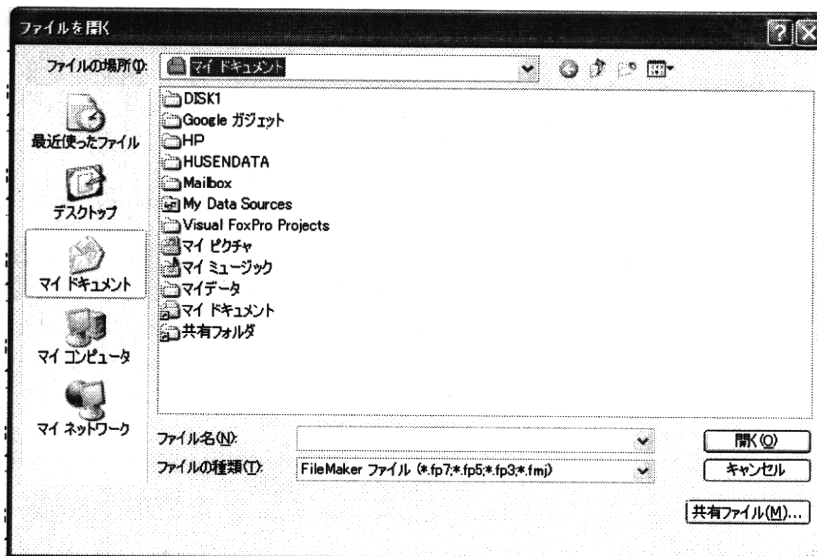 ファイルを開く
ファイルの場所(I):
マイ ドキュメント
最近使ったファイル
デスクトップ
マイ ドキュメント
マイ コンピュータ
マイ ネットワーク
DISK1
Google ガジェット
HP
HUSENDATA
Mailbox
My Data Sources
Visual FoxPro Projects
マイ ピクチャ
マイ ミュージック
マイデータ
マイ ドキュメント
共有フォルダ
ファイル名(N):
開く(O)
ファイルの種類(T):
FileMaker ファイル (*.fp7;*.fp5;*.fp3;*.fmj)
キャンセル
共有ファイル(M)...